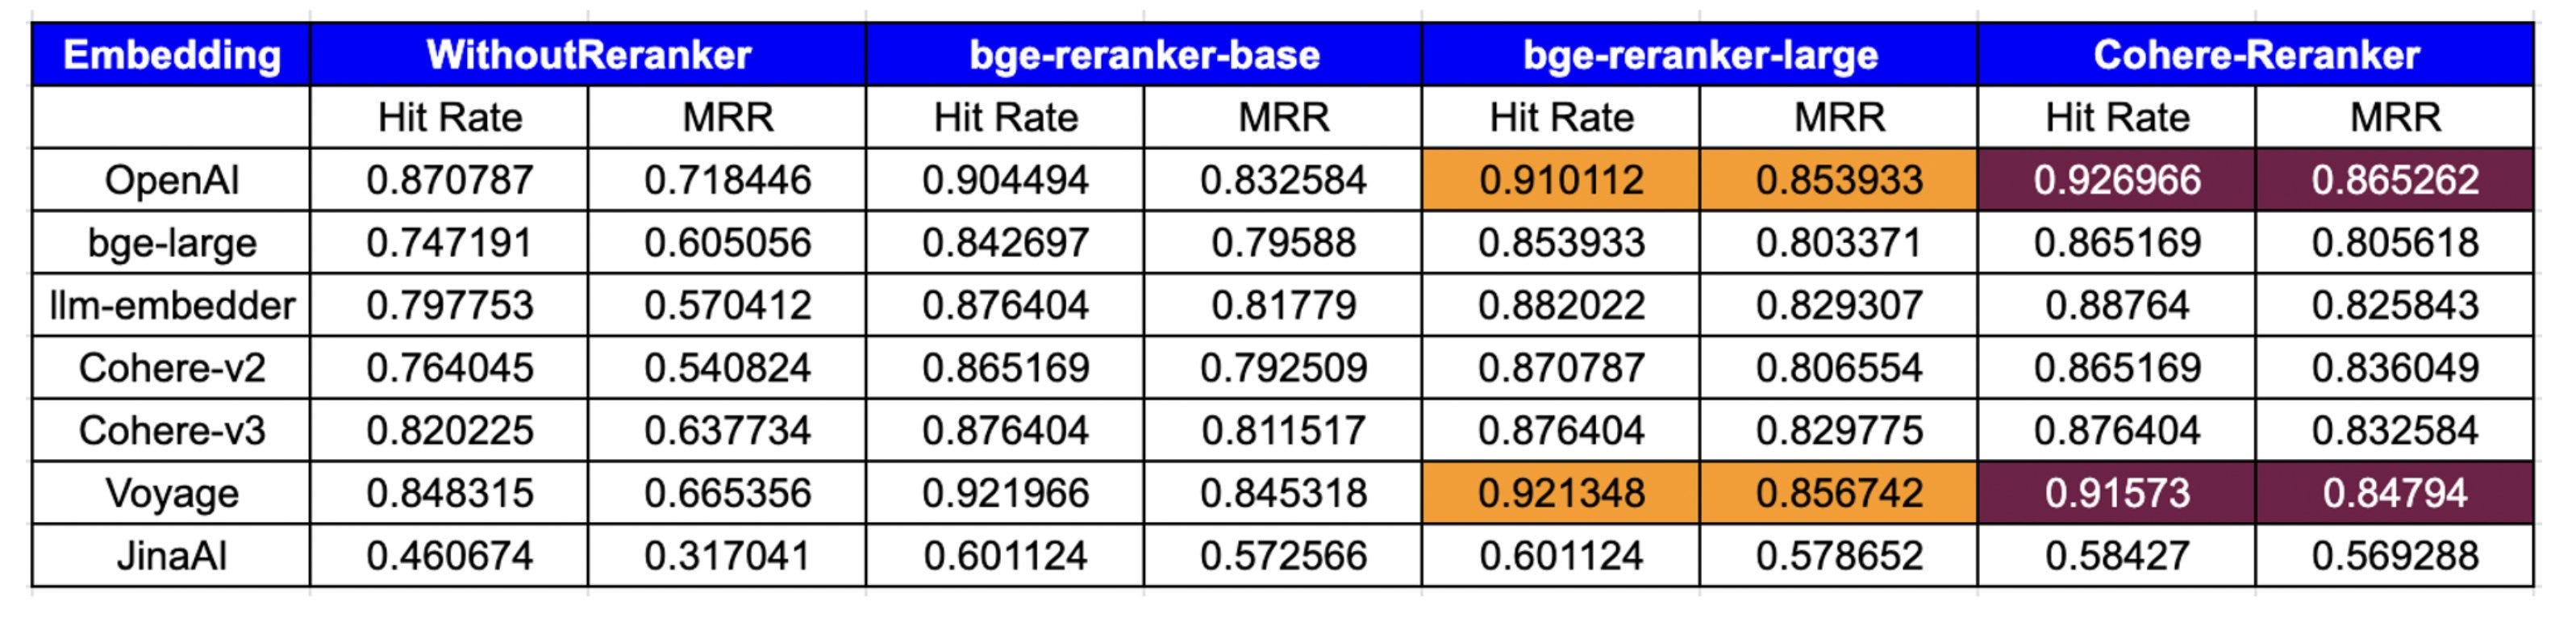 Embedding WithoutReranker bge-reranker-base bge-reranker-large Cohere-Reranker
Hit Rate MRR Hit Rate MRR Hit Rate MRR Hit Rate MRR
OpenAI 0.870787 0.718446 0.904494 0.832584 0.910112 0.853933 0.926966 0.865262
bge-large 0.747191 0.605056 0.842697 0.79588 0.853933 0.803371 0.865169 0.805618
llm-embedder 0.797753 0.570412 0.876404 0.81779 0.882022 0.829307 0.88764 0.825843
Cohere-v2 0.764045 0.540824 0.865169 0.792509 0.870787 0.806554 0.865169 0.836049
Cohere-v3 0.820225 0.637734 0.876404 0.811517 0.876404 0.829775 0.876404 0.832584
Voyage 0.848315 0.665356 0.921966 0.845318 0.921348 0.856742 0.91573 0.84794
JinaAI 0.460674 0.317041 0.601124 0.572566 0.601124 0.578652 0.58427 0.569288